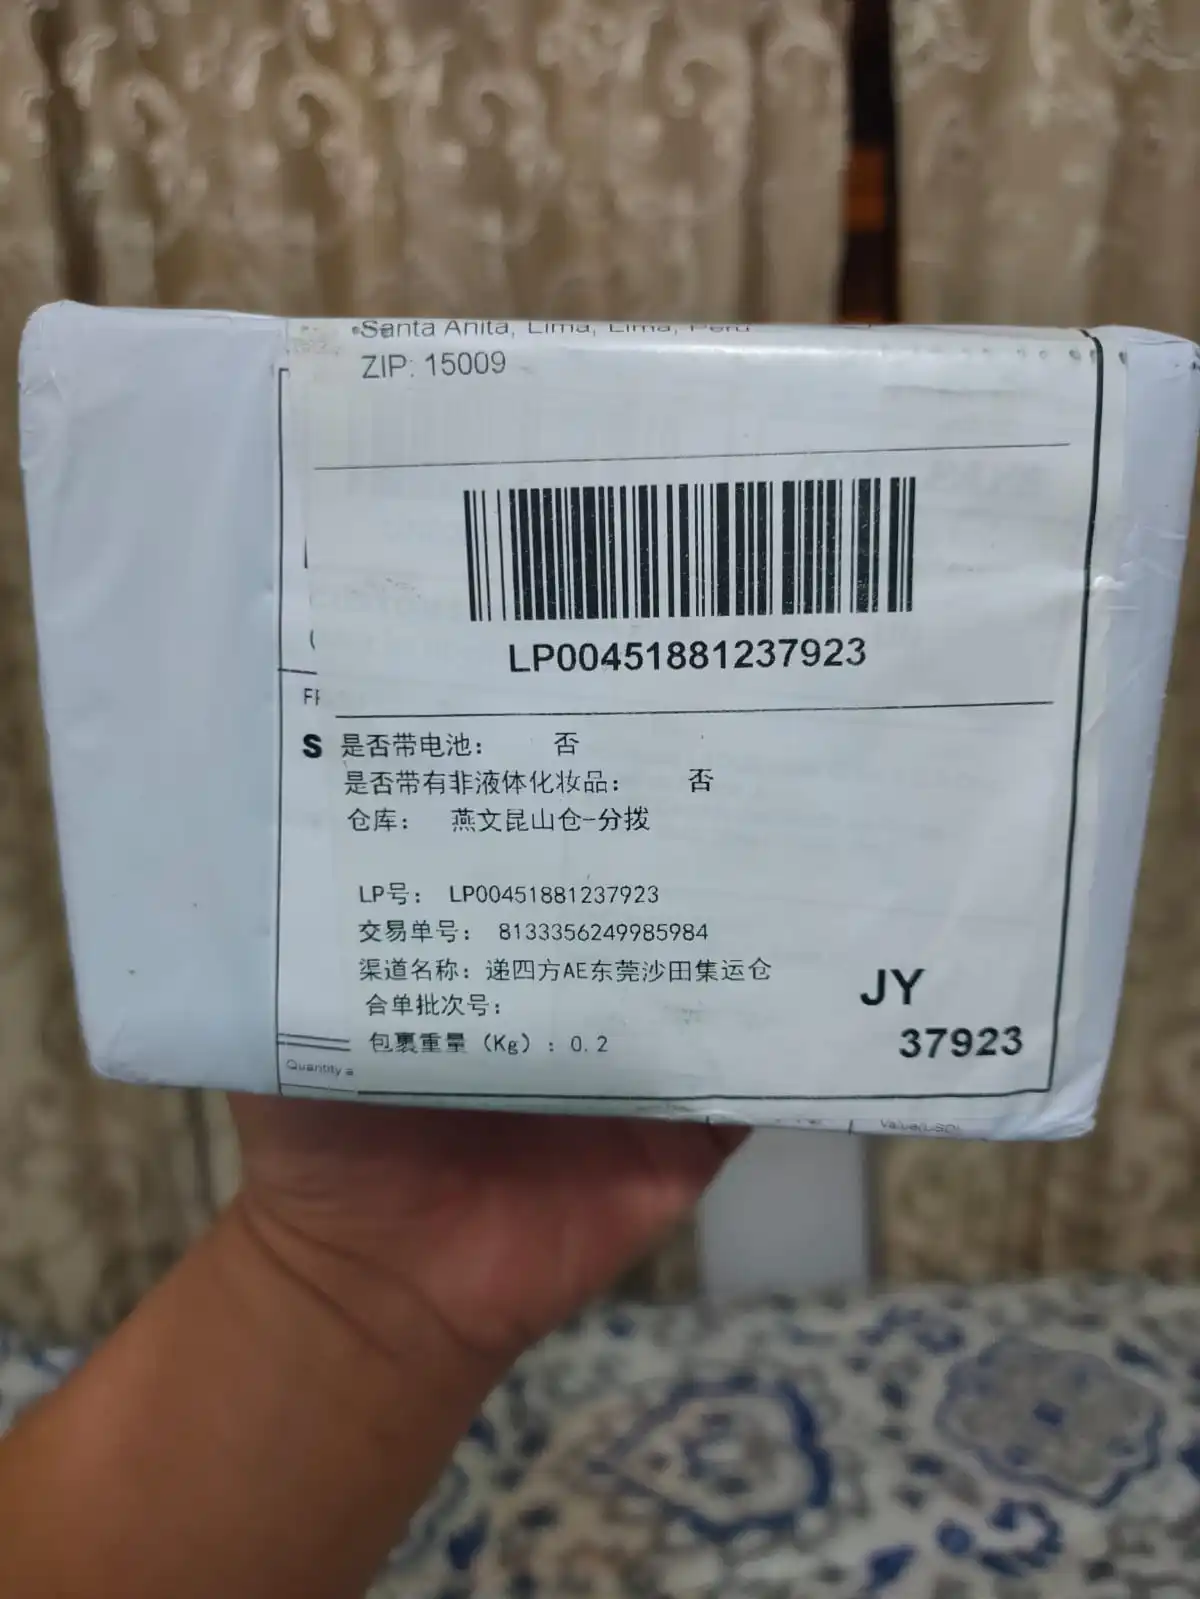 Santa Anita, Lima, Lima, Peru
ZIP: 15009
LP00451881237923
S
是否带电池: 否
是否带有非液体化妆品: 否
仓库: 燕文昆山仓-分拨
LP号: LP00451881237923
交易单号: 8133356249985984
渠道名称: 递四方AE东莞沙田集运仓
合单批次号:
包裹重量 (Kg) : 0.2
JY
37923
Quantity a
Value(USD)